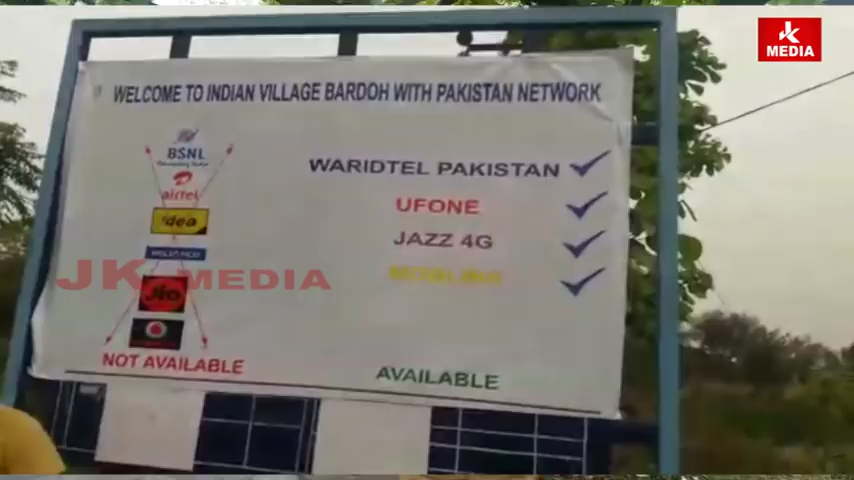 JK
MEDIA
WELCOME TO INDIAN VILLAGE BARDOH WITH PAKISTAN NETWORK
BSNL
airtel
idea
Jio
NOT AVAILABLE
WARIDTEL PAKISTAN
UFONE
JAZZ 4G
AVAILABLE
JK MEDIA